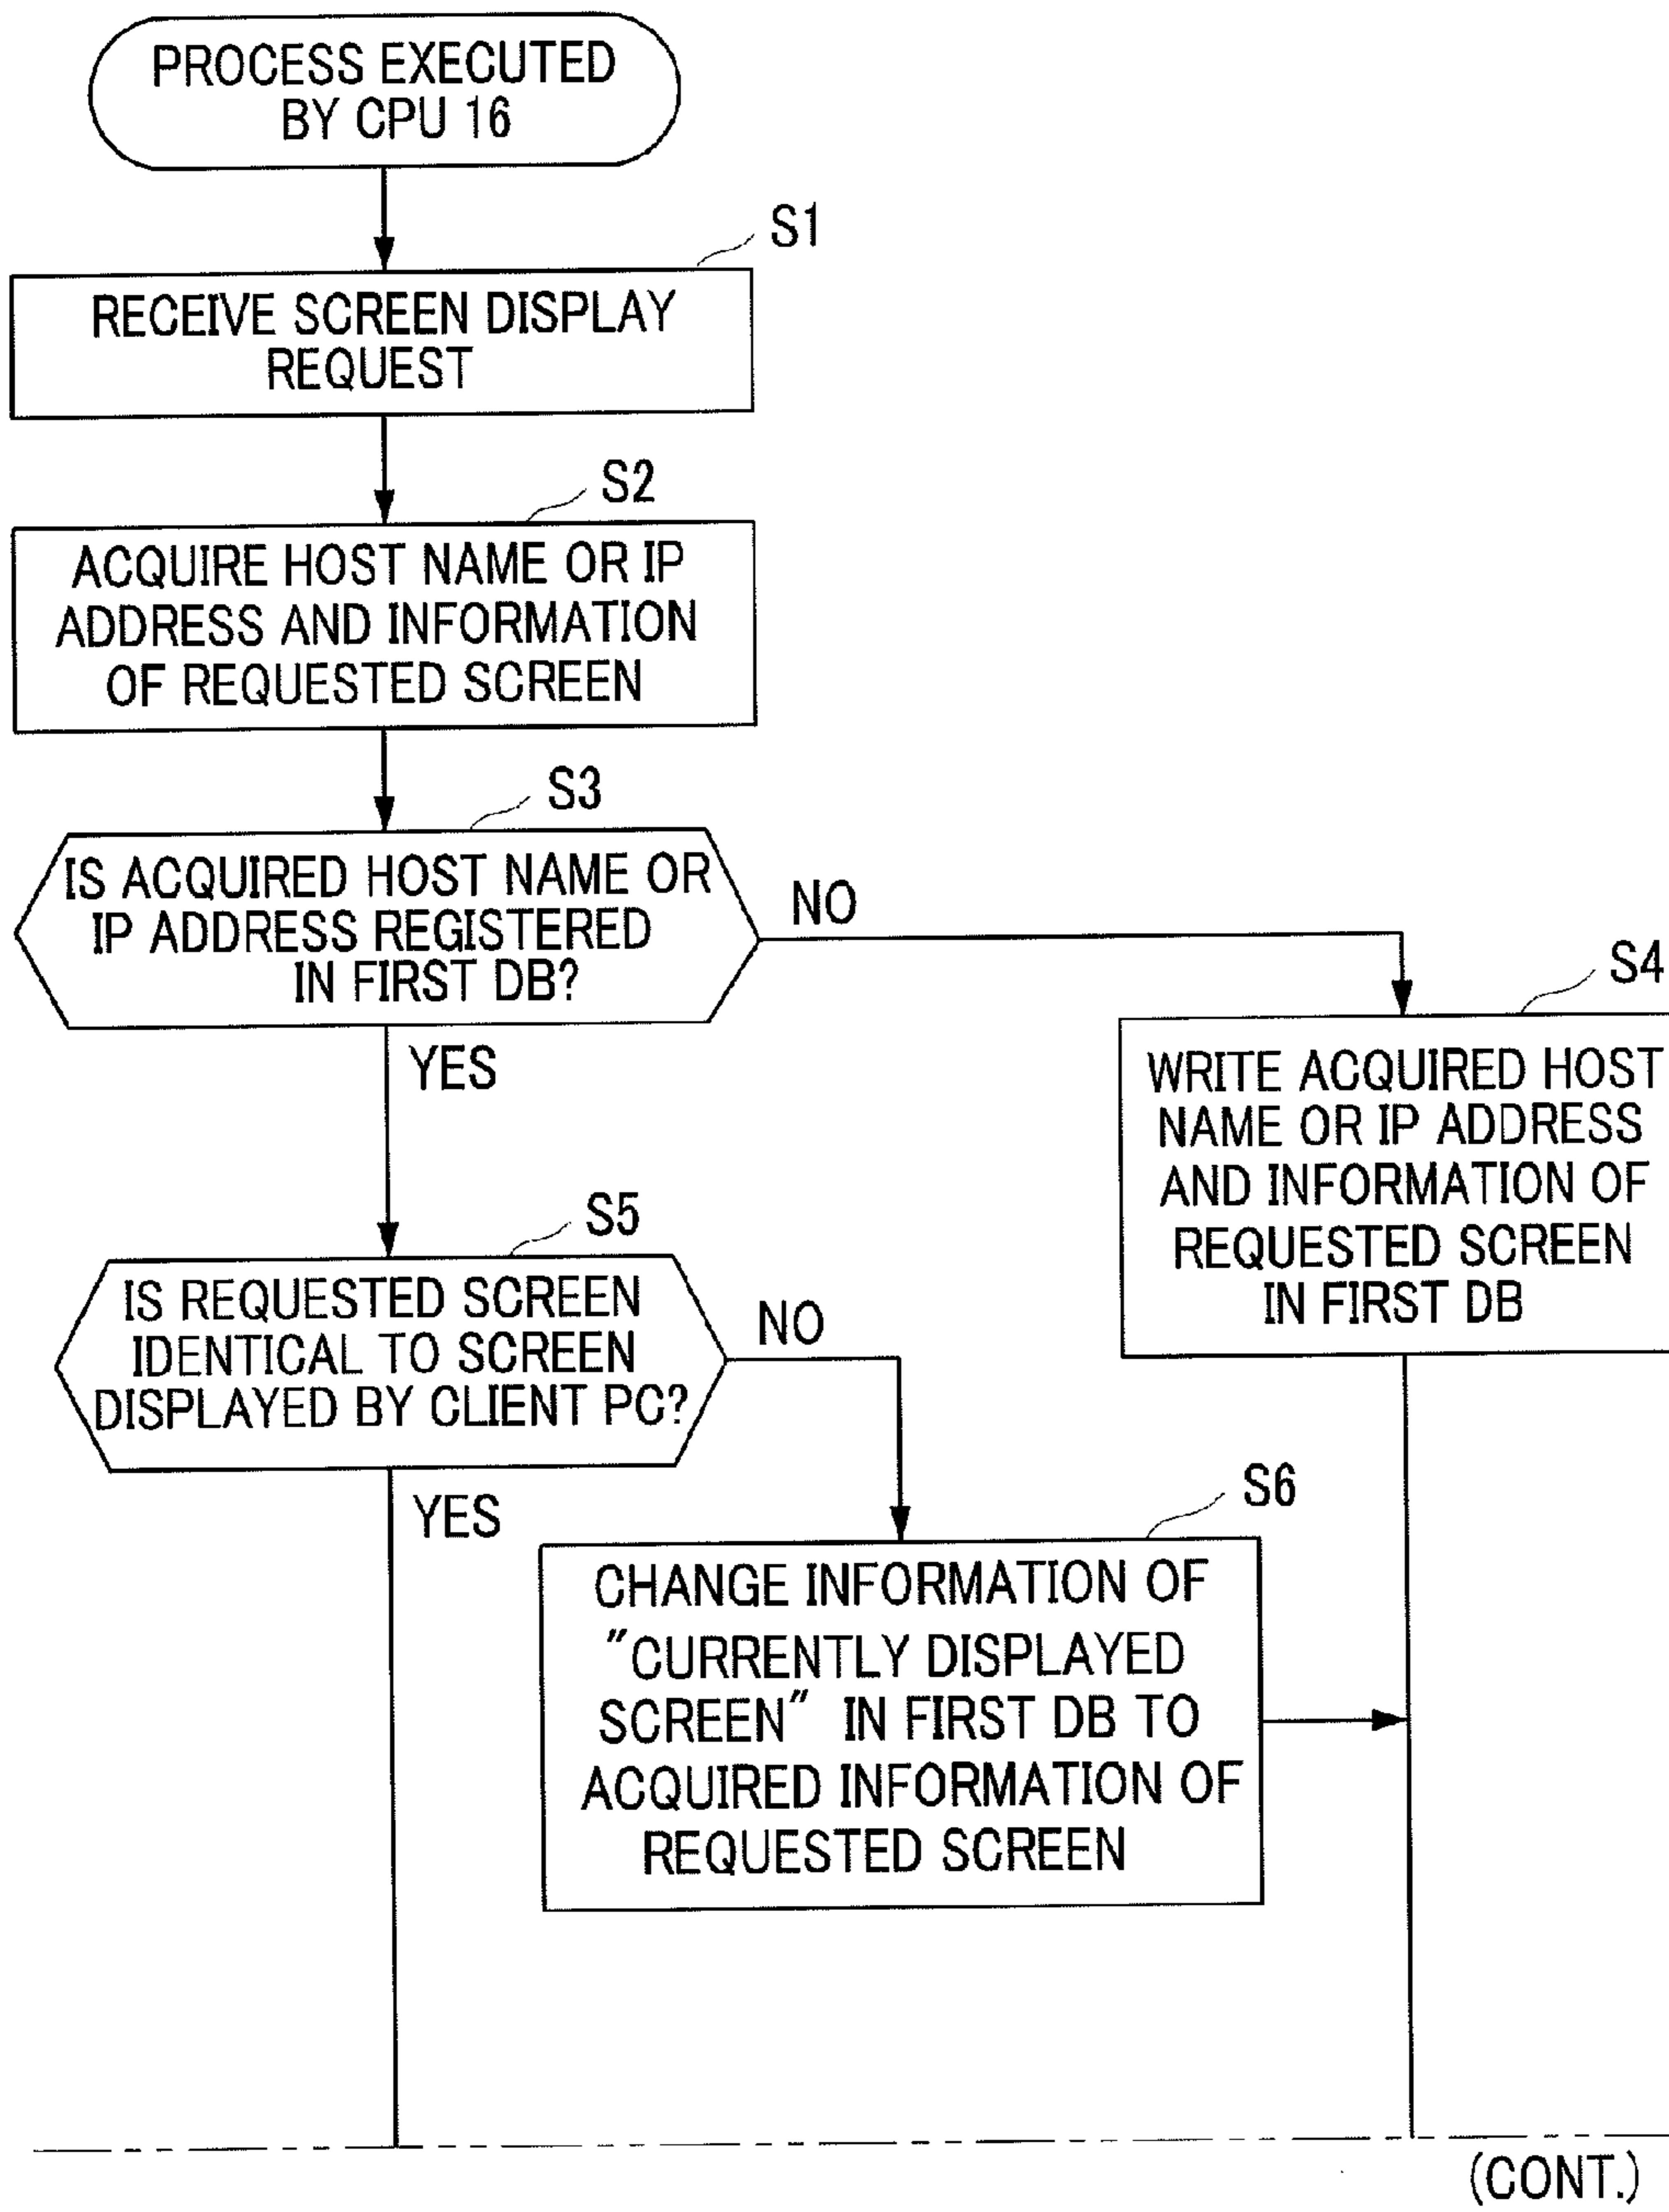 PROCESS EXECUTED
BY CPU 16
S1
RECEIVE SCREEN DISPLAY
REQUEST
S2
ACQUIRE HOST NAME OR IP
ADDRESS AND INFORMATION
OF REQUESTED SCREEN
S3
IS ACQUIRED HOST NAME OR
IP ADDRESS REGISTERED
IN FIRST DB?
NO
YES
S4
WRITE ACQUIRED HOST
NAME OR IP ADDRESS
AND INFORMATION OF
REQUESTED SCREEN
IN FIRST DB
S5
IS REQUESTED SCREEN
IDENTICAL TO SCREEN
DISPLAYED BY CLIENT PC?
NO
YES
S6
CHANGE INFORMATION OF
"CURRENTLY DISPLAYED
SCREEN" IN FIRST DB TO
ACQUIRED INFORMATION OF
REQUESTED SCREEN
(CONT.)